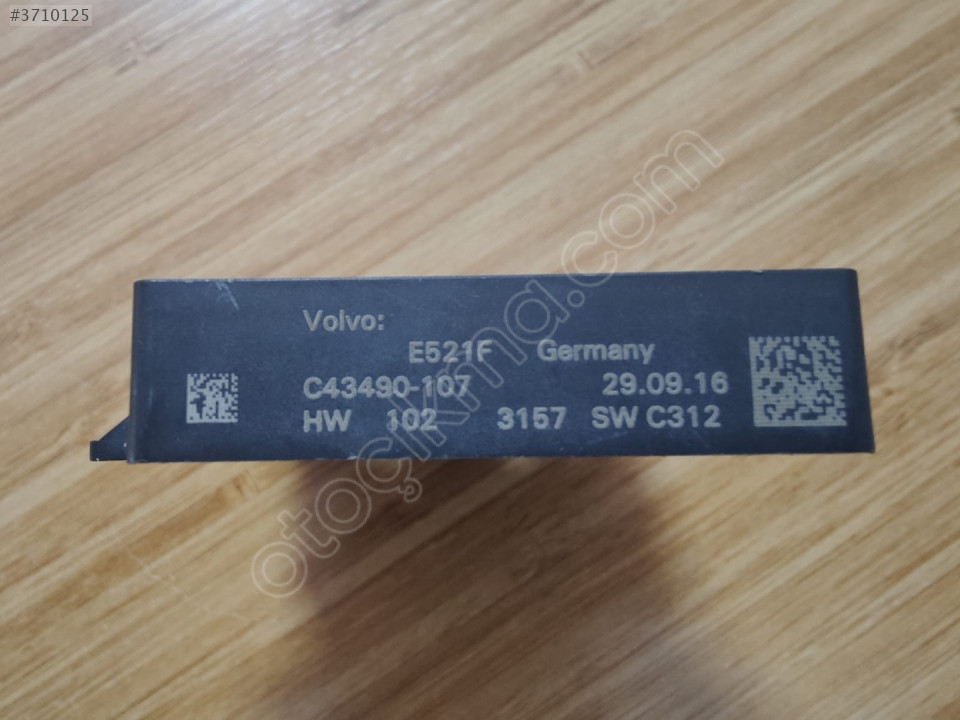 #3710125
Volvo:
E521F Germany
C43490-107 29.09.16
HW 102 3157 SW C312
otoçıkma.com